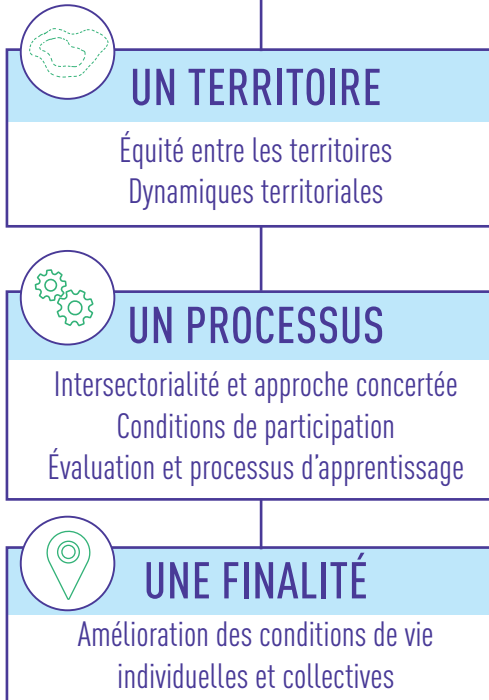 UN TERRITOIRE
Équité entre les territoires
Dynamiques territoriales
UN PROCESSUS
Intersectorialité et approche concertée
Conditions de participation
Évaluation et processus d'apprentissage
UNE FINALITÉ
Amélioration des conditions de vie
individuelles et collectives